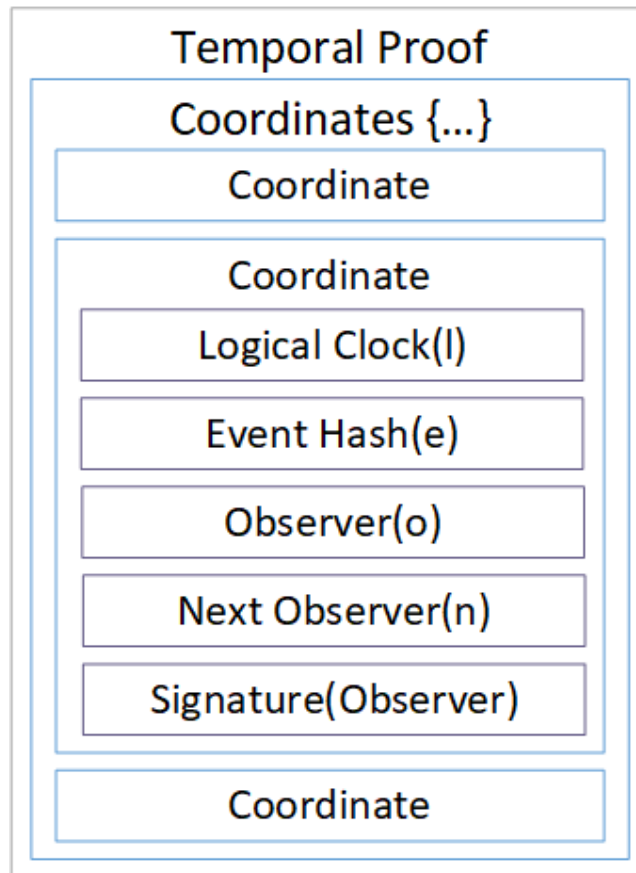 Temporal Proof
Coordinates {...}
Coordinate
Coordinate
Logical Clock(l)
Event Hash(e)
Observer(o)
Next Observer(n)
Signature(Observer)
Coordinate